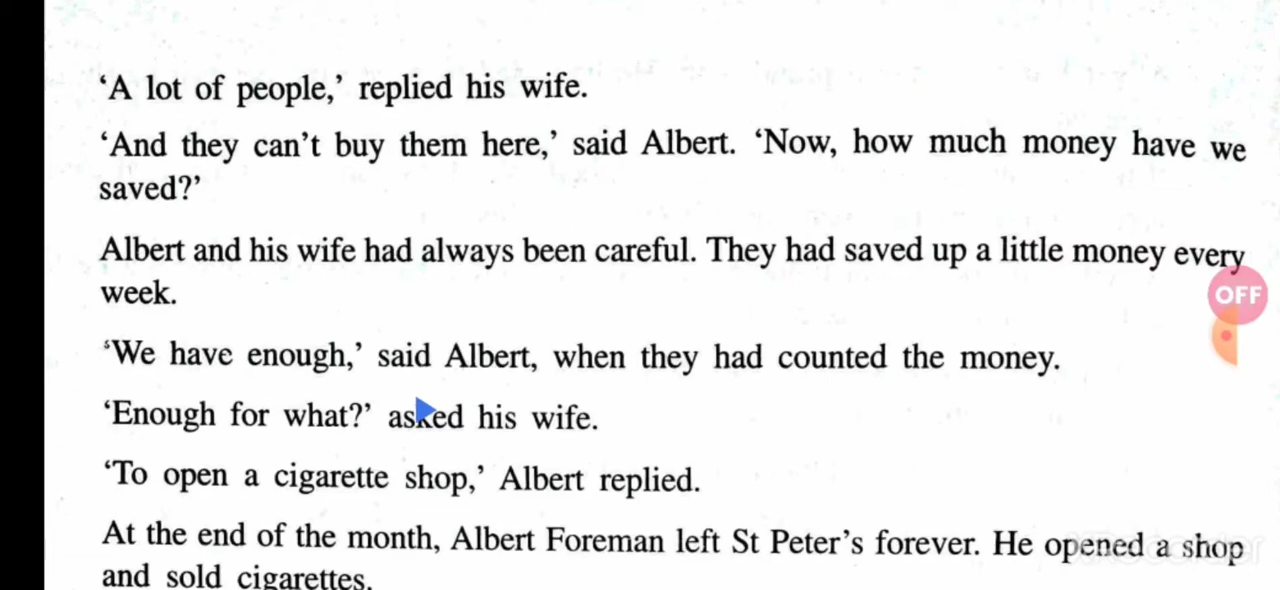 ‘A lot of people,’ replied his wife.
‘And they can’t buy them here,’ said Albert. ‘Now, how much money have we
saved?’
Albert and his wife had always been careful. They had saved up a little money every
week.
‘We have enough,’ said Albert, when they had counted the money.
‘Enough for what?’ asked his wife.
‘To open a cigarette shop,’ Albert replied.
At the end of the month, Albert Foreman left St Peter’s forever. He opened a shop
and sold cigarettes.
OFF